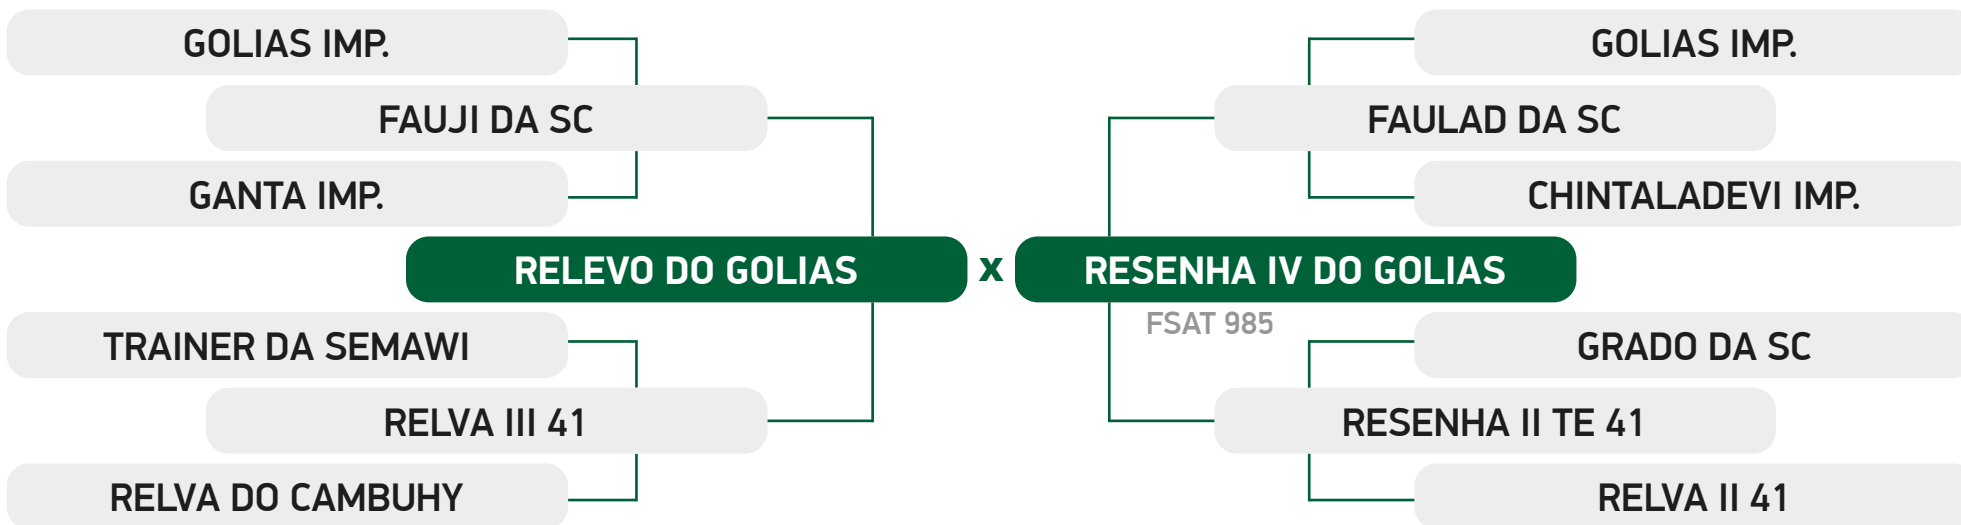 GOLIAS IMP.
GOLIAS IMP.
FAUJI DA SC
FAULAD DA SC
GANTA IMP.
CHINTALADEVI IMP.
RELEVO DO GOLIAS x RESENHA IV DO GOLIAS
FSAT 985
TRAINER DA SEMAWI
GRADO DA SC
RELVA III 41
RESENHA II TE 41
RELVA DO CAMBUHY
RELVA II 41